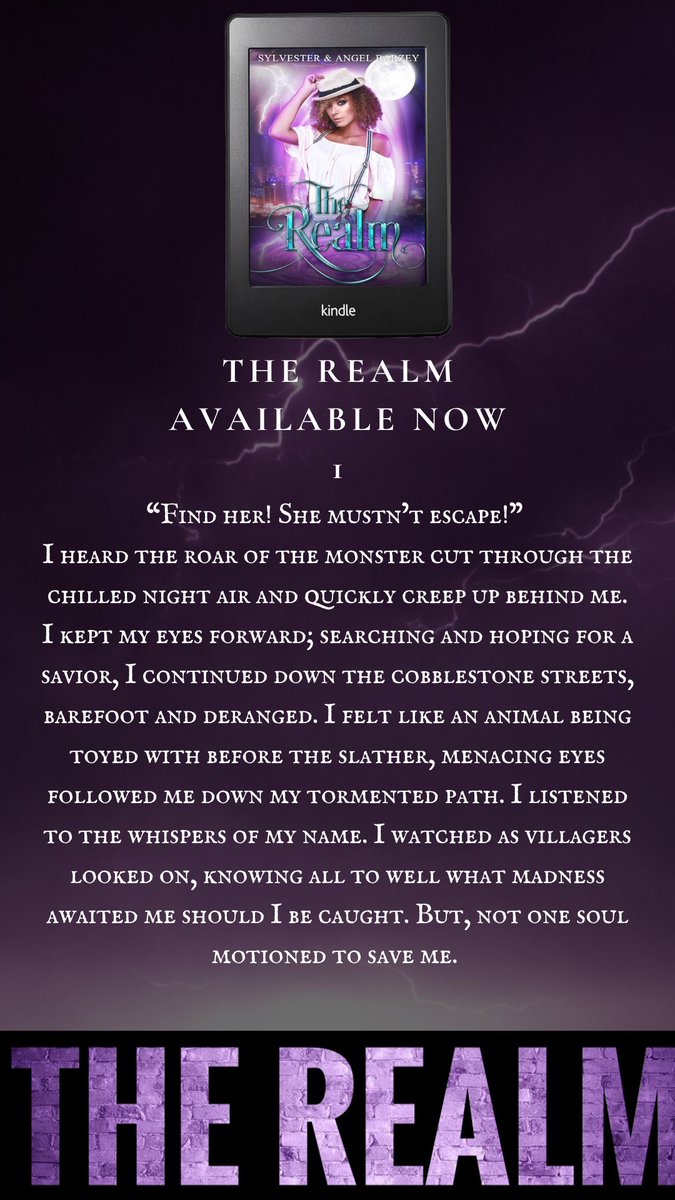 SYLVESTER & ANGEL BARZEY
The
Realm
kindle
THE REALM
AVAILABLE NOW
1
“Find her! She mustn’t escape!”
I heard the roar of the monster cut through the
chilled night air and quickly creep up behind me.
I kept my eyes forward; searching and hoping for a
savior, I continued down the cobblestone streets,
barefoot and deranged. I felt like an animal being
toyed with before the slather, menacing eyes
followed me down my tormented path. I listened
to the whispers of my name. I watched as villagers
looked on, knowing all to well what madness
awaited me should I be caught. But, not one soul
motioned to save me.
THE REALM